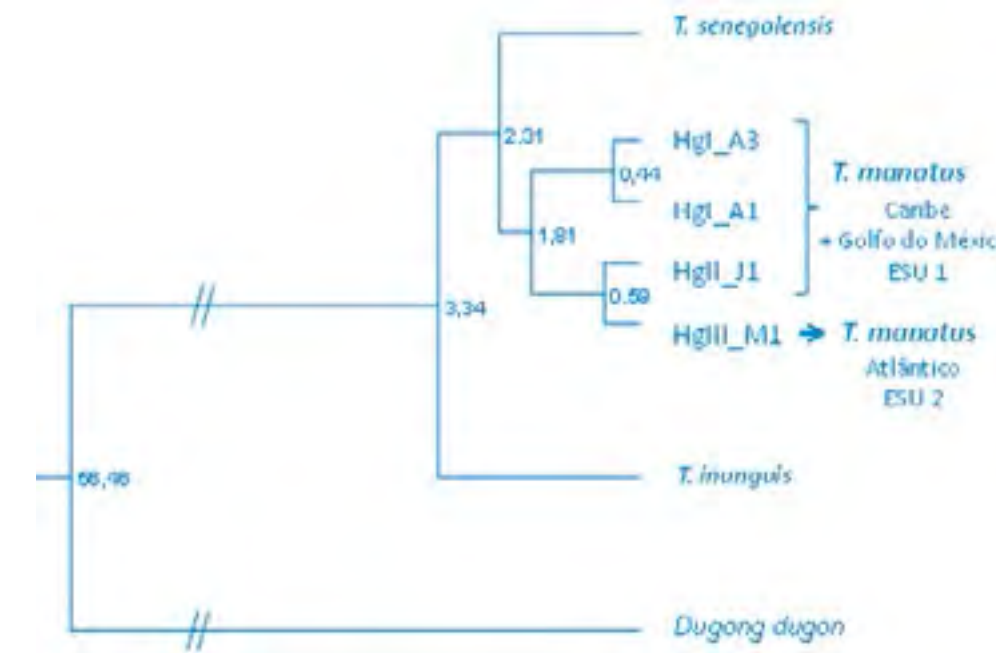 T. senegalensis
2.31
HgI_A3
0,44
HgI_A1
T. manatus
Caribe
+ Golfo do Méxic
ESU 1
1,81
HgII_J1
0.59
HgIII_M1 → T. manatus
Atlântico
ESU 2
3,34
T. inunguis
Dugong dugon